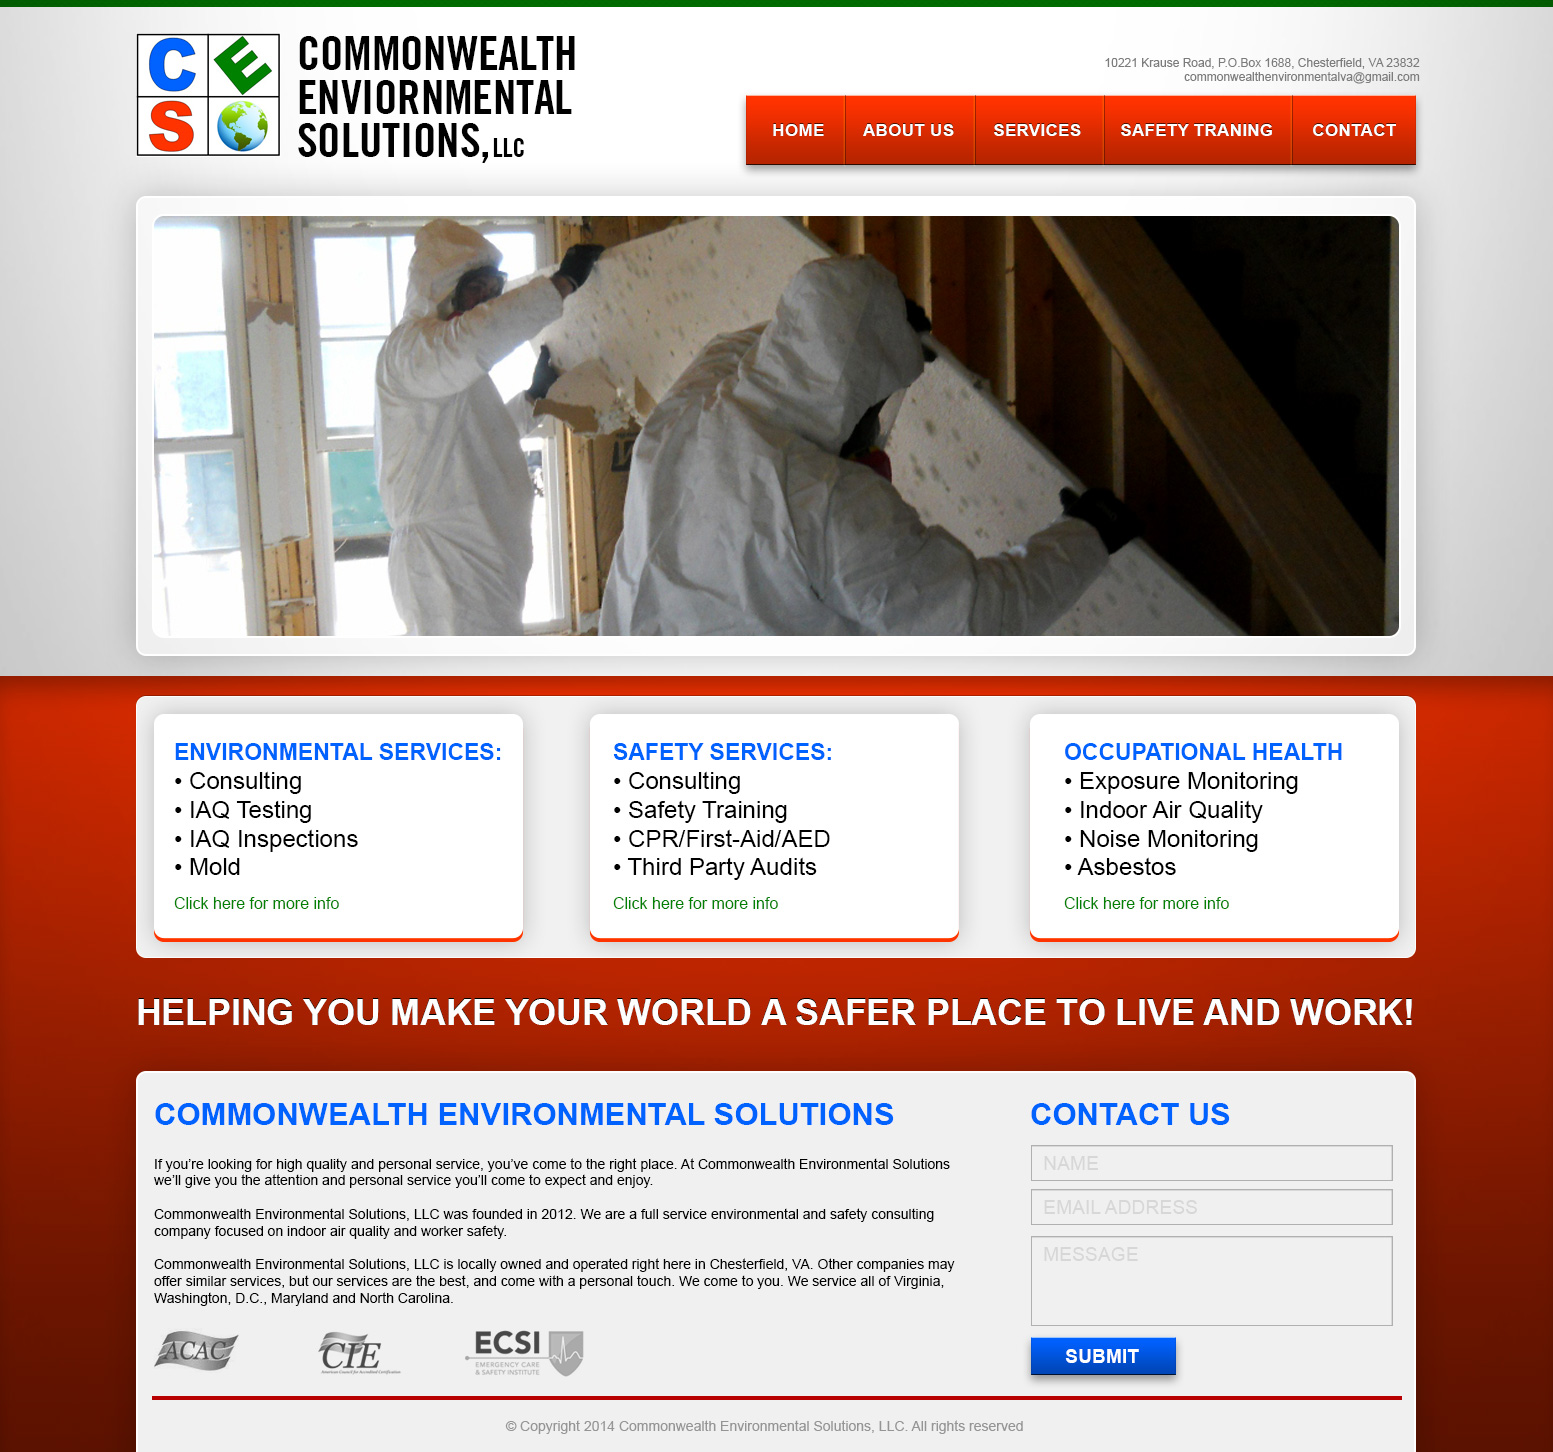 C E
S
COMMONWEALTH
ENVIORNMENTAL
SOLUTIONS, LLC
10221 Krause Road, P.O.Box 1688, Chesterfield, VA 23832
commonwealthenvironmentalva@gmail.com
HOME ABOUT US SERVICES SAFETY TRANING CONTACT
ENVIRONMENTAL SERVICES:
• Consulting
• IAQ Testing
• IAQ Inspections
• Mold
Click here for more info
SAFETY SERVICES:
• Consulting
• Safety Training
• CPR/First-Aid/AED
• Third Party Audits
Click here for more info
OCCUPATIONAL HEALTH
• Exposure Monitoring
• Indoor Air Quality
• Noise Monitoring
• Asbestos
Click here for more info
HELPING YOU MAKE YOUR WORLD A SAFER PLACE TO LIVE AND WORK!
COMMONWEALTH ENVIRONMENTAL SOLUTIONS
If you’re looking for high quality and personal service, you’ve come to the right place. At Commonwealth Environmental Solutions
we’ll give you the attention and personal service you’ll come to expect and enjoy.
Commonwealth Environmental Solutions, LLC was founded in 2012. We are a full service environmental and safety consulting
company focused on indoor air quality and worker safety.
Commonwealth Environmental Solutions, LLC is locally owned and operated right here in Chesterfield, VA. Other companies may
offer similar services, but our services are the best, and come with a personal touch. We come to you. We service all of Virginia,
Washington, D.C., Maryland and North Carolina.
ACAC
CIE
American Council for Accredited Certification
ECSI
EMERGENCY CARE
& SAFETY INSTITUTE
CONTACT US
NAME
EMAIL ADDRESS
MESSAGE
SUBMIT
© Copyright 2014 Commonwealth Environmental Solutions, LLC. All rights reserved